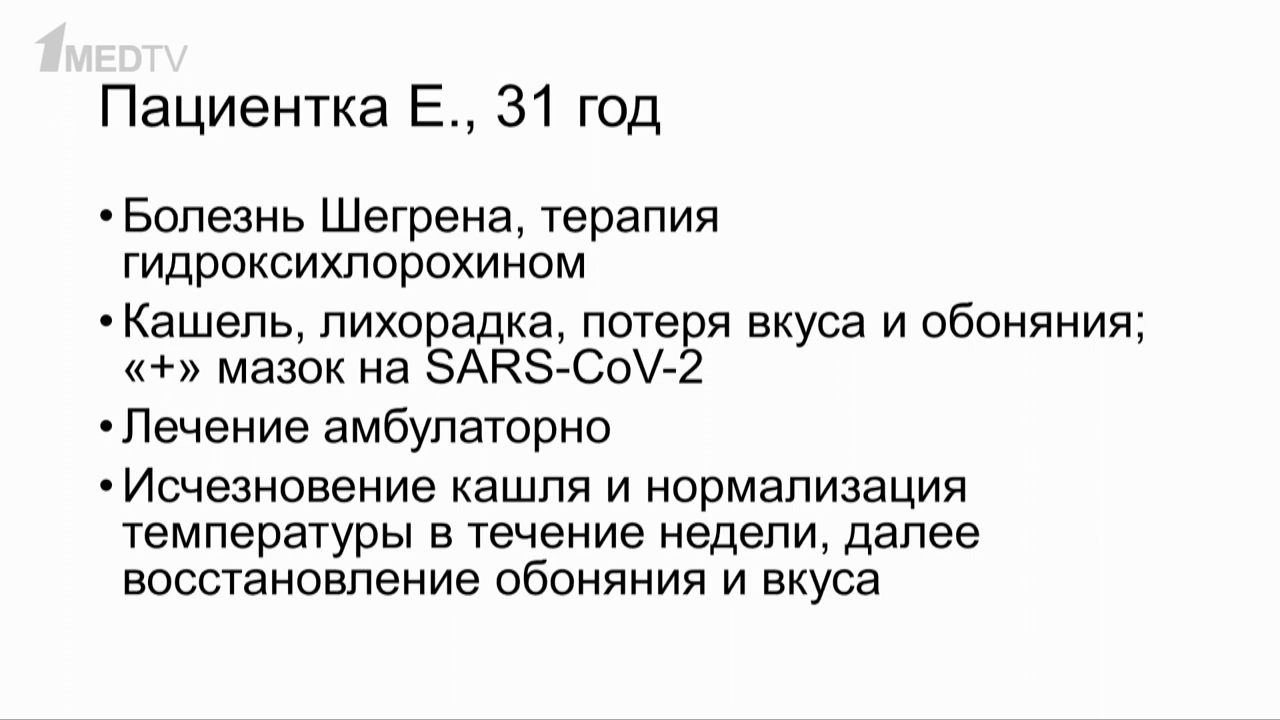 1MEDTV
Пациентка Е., 31 год
• Болезнь Шегрена, терапия
гидроксихлорохином
• Кашель, лихорадка, потеря вкуса и обоняния;
«+» мазок на SARS-CoV-2
• Лечение амбулаторно
• Исчезновение кашля и нормализация
температуры в течение недели, далее
восстановление обоняния и вкуса